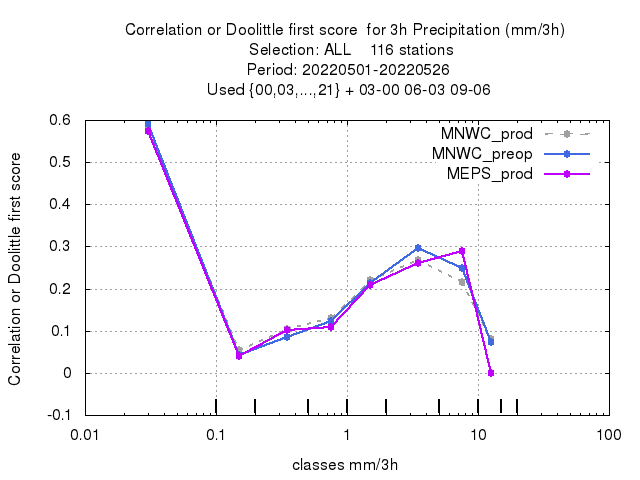 Correlation or Doolittle first score  for 3h Precipitation (mm/3h)
Selection: ALL    116 stations
Period: 20220501-20220526
Used {00,03,...,21} + 03-00 06-03 09-06
MNWC_prod
MNWC_preop
MEPS_prod
Correlation or Doolittle first score
0.6
0.5
0.4
0.3
0.2
0.1
0
-0.1
0.01
0.1
1
10
100
classes mm/3h